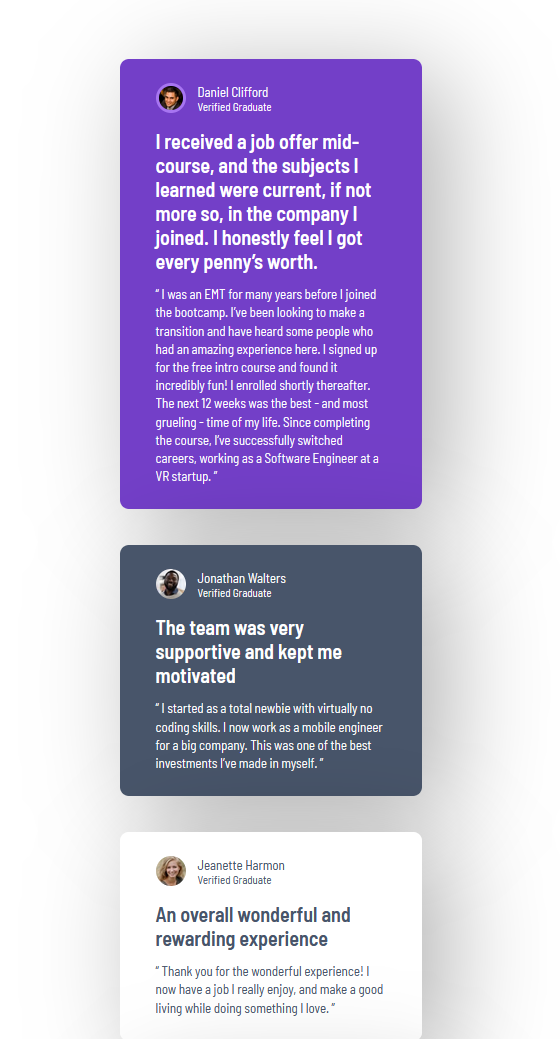 Daniel Clifford
Verified Graduate
I received a job offer mid-
course, and the subjects I
learned were current, if not
more so, in the company I
joined. I honestly feel I got
every penny’s worth.
“ I was an EMT for many years before I joined
the bootcamp. I’ve been looking to make a
transition and have heard some people who
had an amazing experience here. I signed up
for the free intro course and found it
incredibly fun! I enrolled shortly thereafter.
The next 12 weeks was the best - and most
grueling - time of my life. Since completing
the course, I’ve successfully switched
careers, working as a Software Engineer at a
VR startup. ”
Jonathan Walters
Verified Graduate
The team was very
supportive and kept me
motivated
“ I started as a total newbie with virtually no
coding skills. I now work as a mobile engineer
for a big company. This was one of the best
investments I’ve made in myself. ”
Jeanette Harmon
Verified Graduate
An overall wonderful and
rewarding experience
“ Thank you for the wonderful experience! I
now have a job I really enjoy, and make a good
living while doing something I love. ”